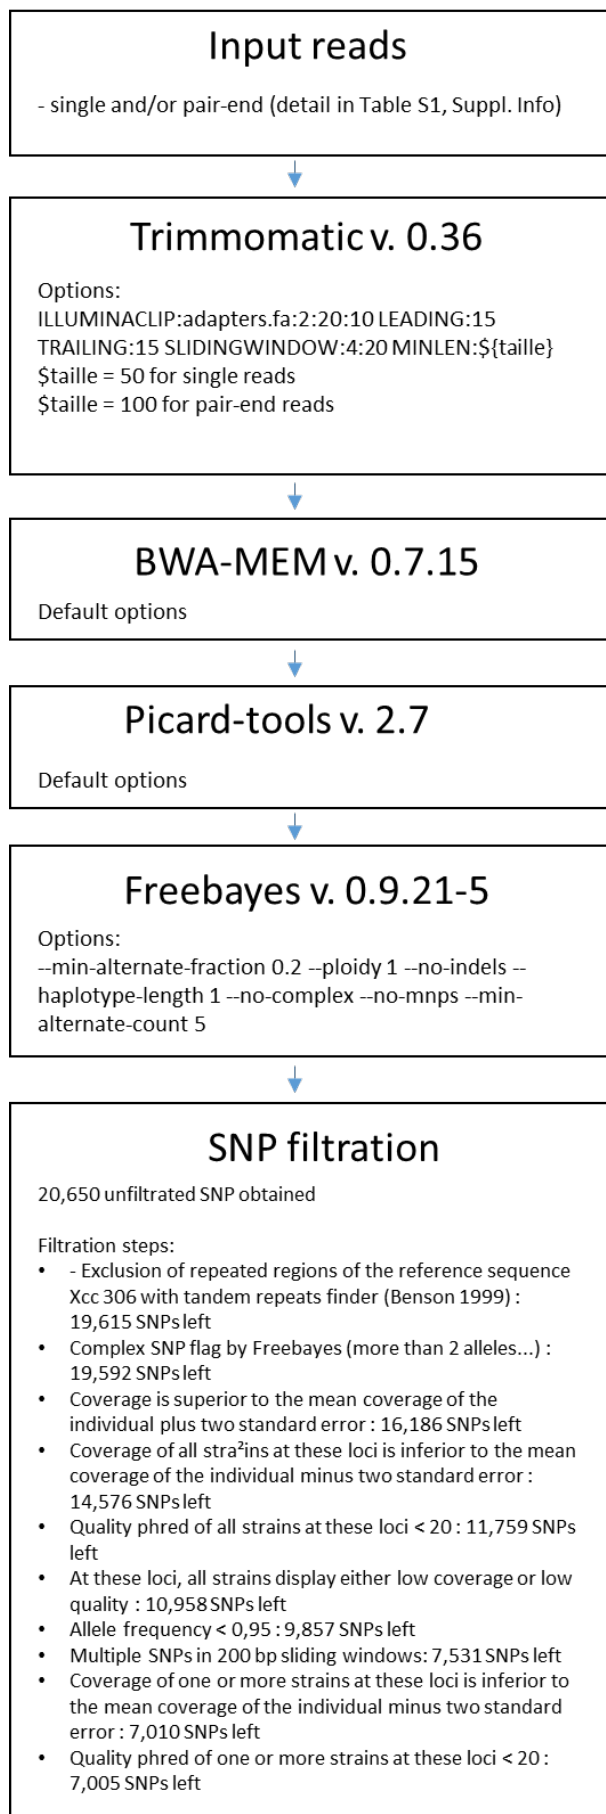 Input reads
- single and/or pair-end (detail in Table S1, Suppl. Info)
Trimmomatic v. 0.36
Options:
ILLUMINACLIP:adapters.fa:2:20:10 LEADING:15
TRAILING:15 SLIDINGWINDOW:4:20 MINLEN:${taille}
$taille = 50 for single reads
$taille = 100 for pair-end reads
BWA-MEM v. 0.7.15
Default options
Picard-tools v. 2.7
Default options
Freebayes v. 0.9.21-5
Options:
--min-alternate-fraction 0.2 --ploidy 1 --no-indels --
haplotype-length 1 --no-complex --no-mnps --min-
alternate-count 5
SNP filtration
20,650 unfiltrated SNP obtained
Filtration steps:
• - Exclusion of repeated regions of the reference sequence
Xcc 306 with tandem repeats finder (Benson 1999) :
19,615 SNPs left
• Complex SNP flag by Freebayes (more than 2 alleles...) :
19,592 SNPs left
• Coverage is superior to the mean coverage of the
individual plus two standard error : 16,186 SNPs left
• Coverage of all stra²ins at these loci is inferior to the mean
coverage of the individual minus two standard error :
14,576 SNPs left
• Quality phred of all strains at these loci < 20 : 11,759 SNPs
left
• At these loci, all strains display either low coverage or low
quality : 10,958 SNPs left
• Allele frequency < 0,95 : 9,857 SNPs left
• Multiple SNPs in 200 bp sliding windows: 7,531 SNPs left
• Coverage of one or more strains at these loci is inferior to
the mean coverage of the individual minus two standard
error : 7,010 SNPs left
• Quality phred of one or more strains at these loci < 20 :
7,005 SNPs left